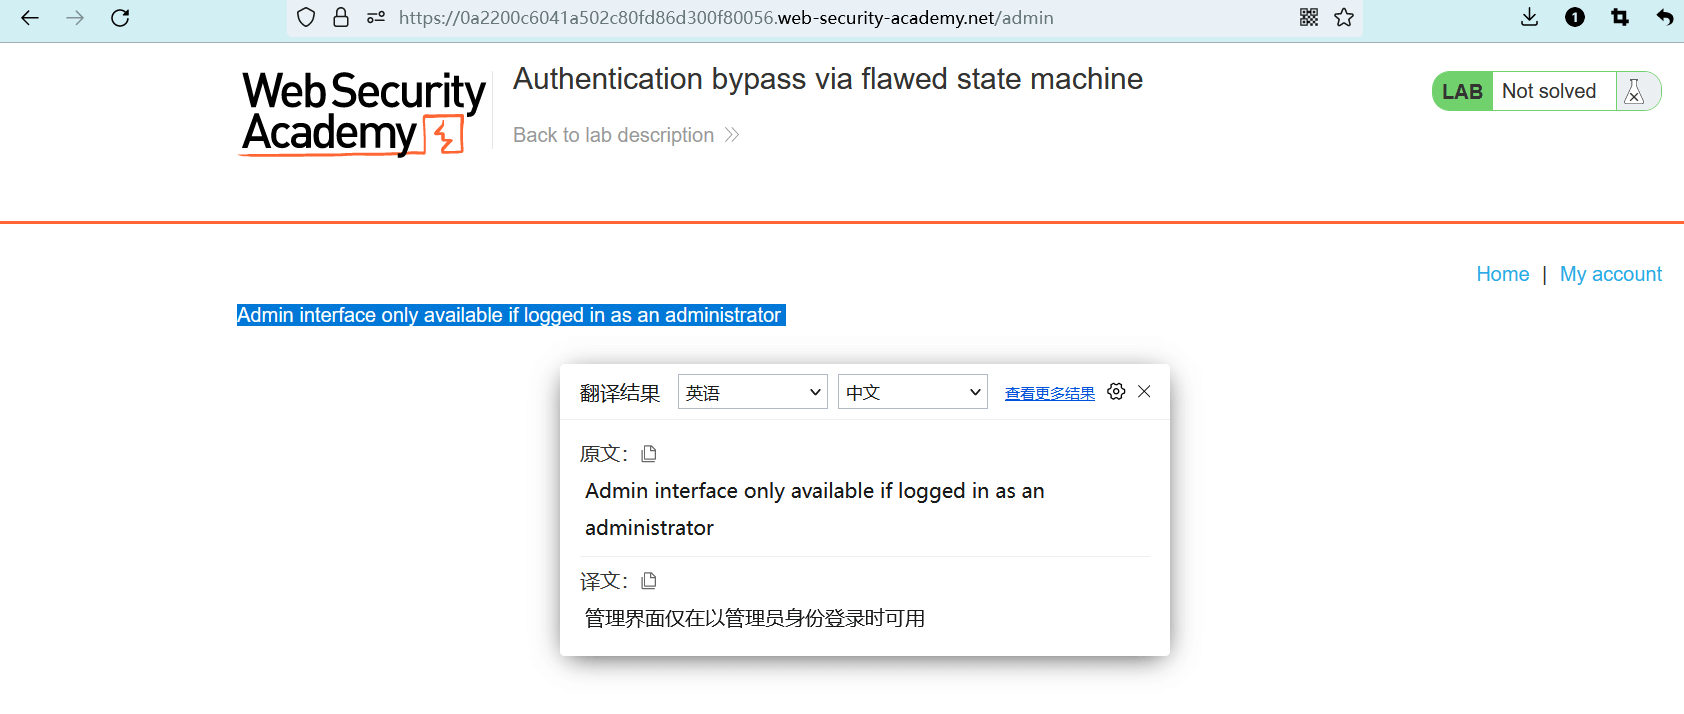 https://0a2200c6041a502c80fd86d300f80056.web-security-academy.net/admin
1
Web Security
Academy
Authentication bypass via flawed state machine
Back to lab description
LAB Not solved
Home | My account
Admin interface only available if logged in as an administrator
翻译结果 英语 中文 查看更多结果
原文：
Admin interface only available if logged in as an
administrator
译文：
管理界面仅在以管理员身份登录时可用